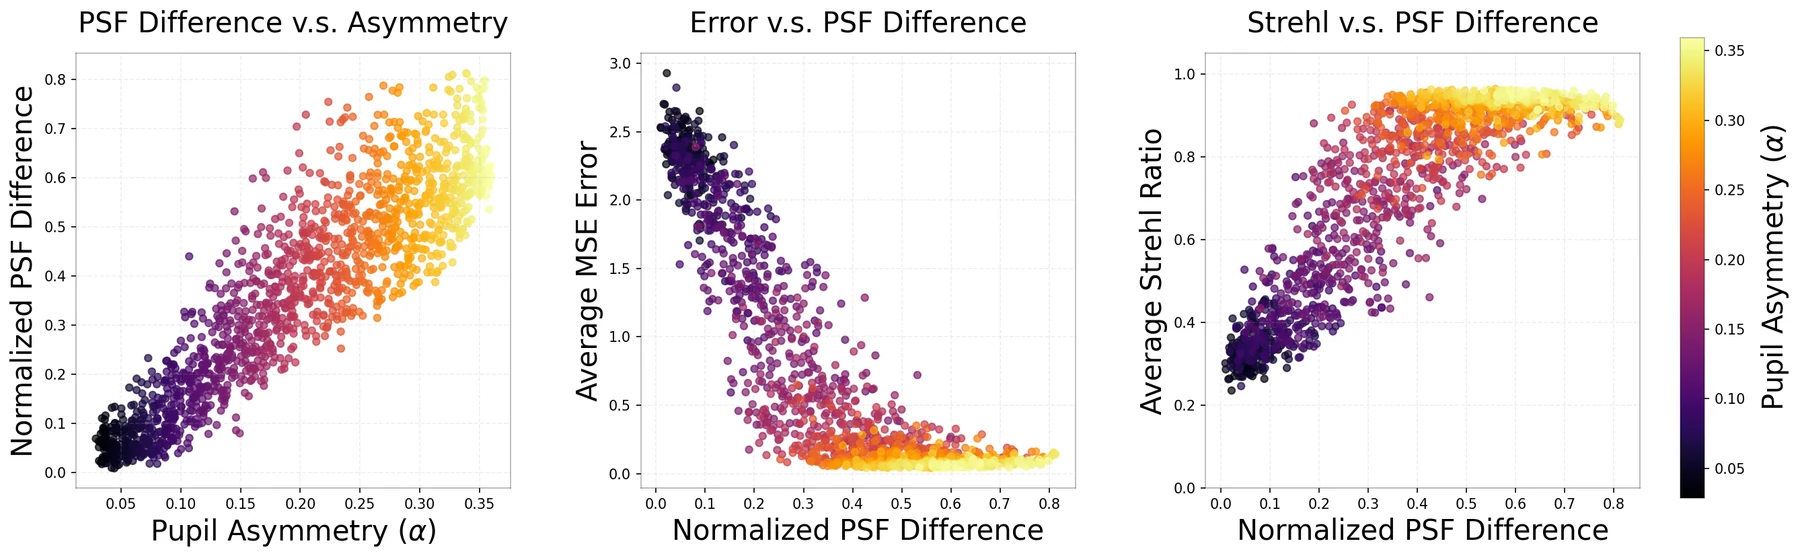 PSF Difference v.s. Asymmetry
Normalized PSF Difference
0.8
0.7
0.6
0.5
0.4
0.3
0.2
0.1
0.0
0.05 0.10 0.15 0.20 0.25 0.30 0.35
Pupil Asymmetry (α)
Error v.s. PSF Difference
Average MSE Error
3.0
2.5
2.0
1.5
1.0
0.5
0.0
0.0 0.1 0.2 0.3 0.4 0.5 0.6 0.7 0.8
Normalized PSF Difference
Strehl v.s. PSF Difference
Average Strehl Ratio
1.0
0.8
0.6
0.4
0.2
0.0
0.0 0.1 0.2 0.3 0.4 0.5 0.6 0.7 0.8
Normalized PSF Difference
0.35
0.30
0.25
0.20
0.15
0.10
0.05
Pupil Asymmetry (α)